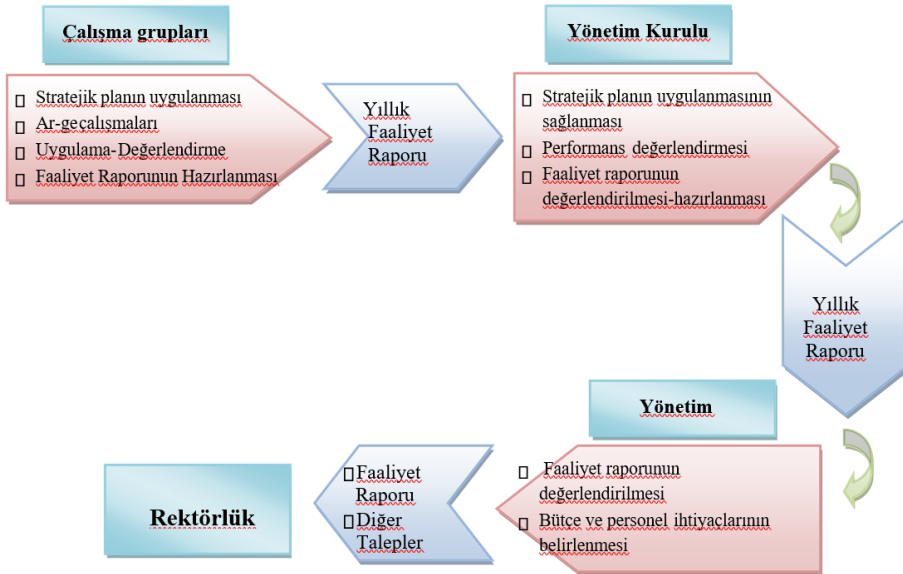 Çalışma grupları
Stratejik planın uygulanması
Ar-geçalışmaları
Uygulama-Değerlendirme
Faaliyet Raporunun Hazırlanması
Yıllık
Faaliyet
Raporu
Yönetim Kurulu
Stratejik planın uygulanmasının
sağlanması
Performans değerlendirmesi
Faaliyet raporunun
değerlendirilmesi-hazırlanması
Yıllık
Faaliyet
Raporu
Yönetim
Faaliyet raporunun
değerlendirilmesi
Bütçe ve personel ihtiyaçlarının
belirlenmesi
Faaliyet
Raporu
Diğer
Talepler
Rektörlük